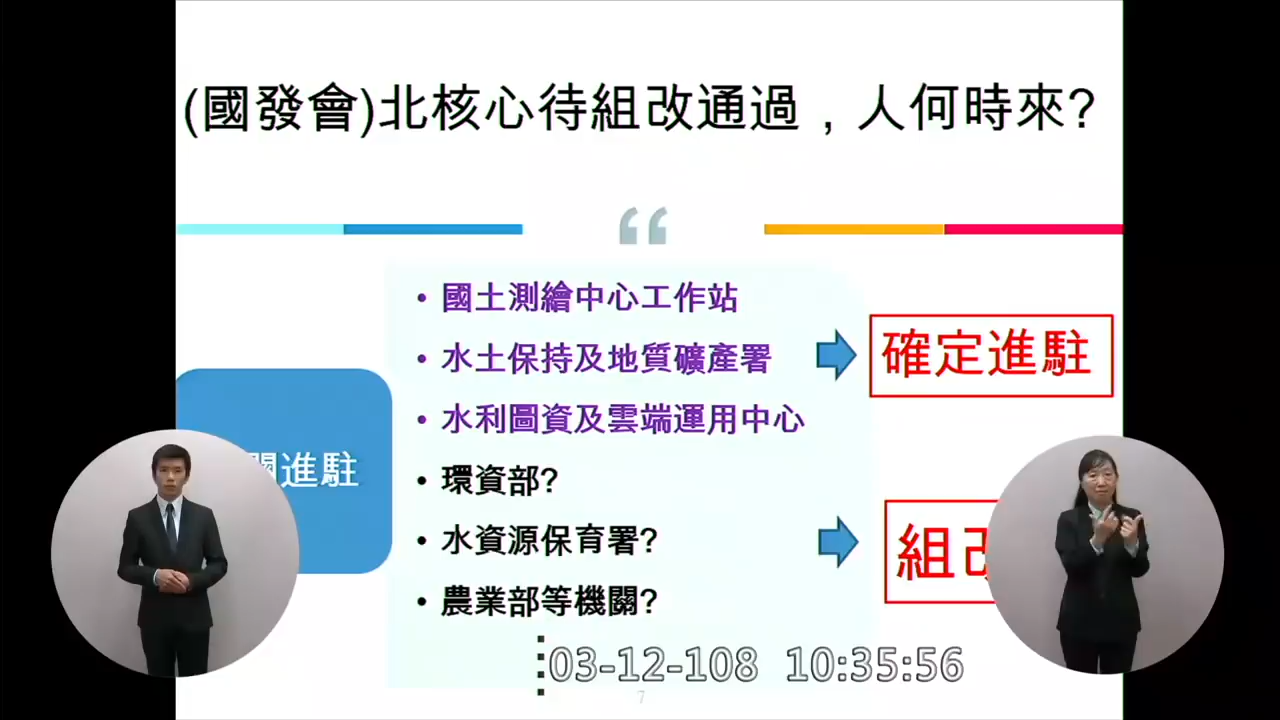 (國發會)北核心待組改通過，人何時來?
“
• 國土測繪中心工作站
• 水土保持及地質礦產署
• 水利圖資及雲端運用中心
• 環資部?
• 水資源保育署?
• 農業部等機關?
確定進駐
關進駐
組改
03-12-108 10:35:56
7